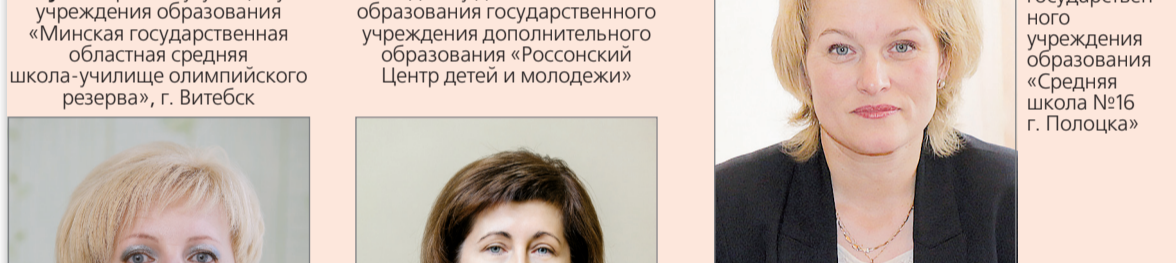 учреждения образования
«Минская государственная
областная средняя
школа-училище олимпийского
резерва», г. Витебск
образования государственного
учреждения дополнительного
образования «Россонский
Центр детей и молодежи»
ного
учреждения
образования
«Средняя
школа №16
г. Полоцка»